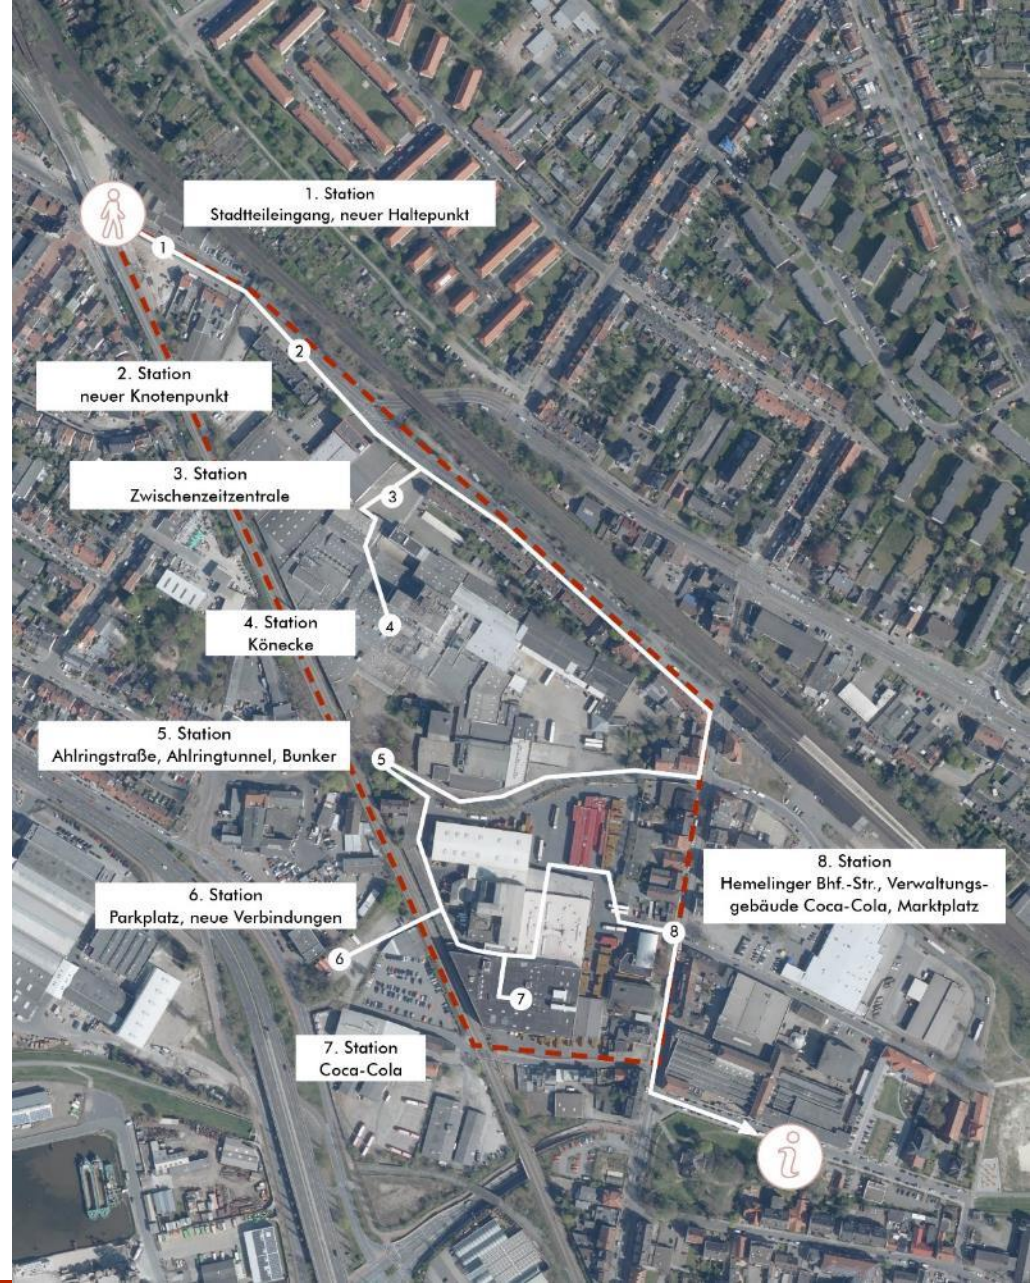 1. Station
Stadtteileingang, neuer Haltepunkt
1
2
2. Station
neuer Knotenpunkt
3. Station
Zwischenzeitzentrale
3
4. Station
Könecke
4
5. Station
Ahlringstraße, Ahlringtunnel, Bunker
5
8. Station
Hemelinger Bhf.-Str., Verwaltungs-
gebäude Coca-Cola, Marktplatz
6. Station
Parkplatz, neue Verbindungen
8
6
7
7. Station
Coca-Cola
i